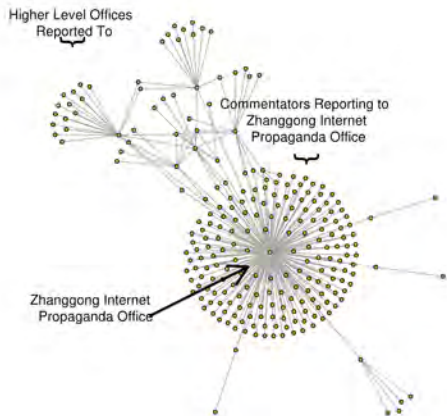 Higher Level Offices
Reported To
Commentators Reporting to
Zhanggong Internet
Propaganda Office
Zhanggong Internet
Propaganda Office